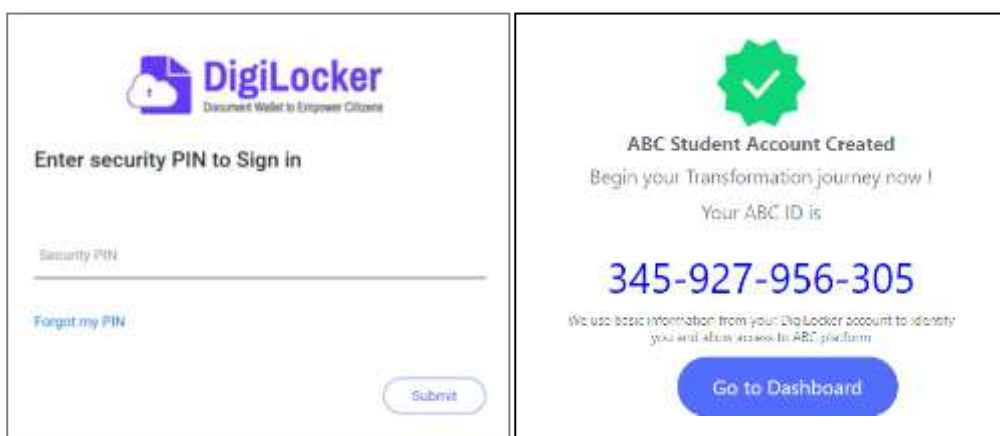 DigiLocker
Document Wallet to Empower Citizens
Enter security PIN to Sign in
Security PIN
Forgot my PIN
Submit
ABC Student Account Created
Begin your Transformation journey now !
Your ABC ID is
345-927-956-305
We use basic information from your DigiLocker account to identify
you and allow access to ABC platform
Go to Dashboard